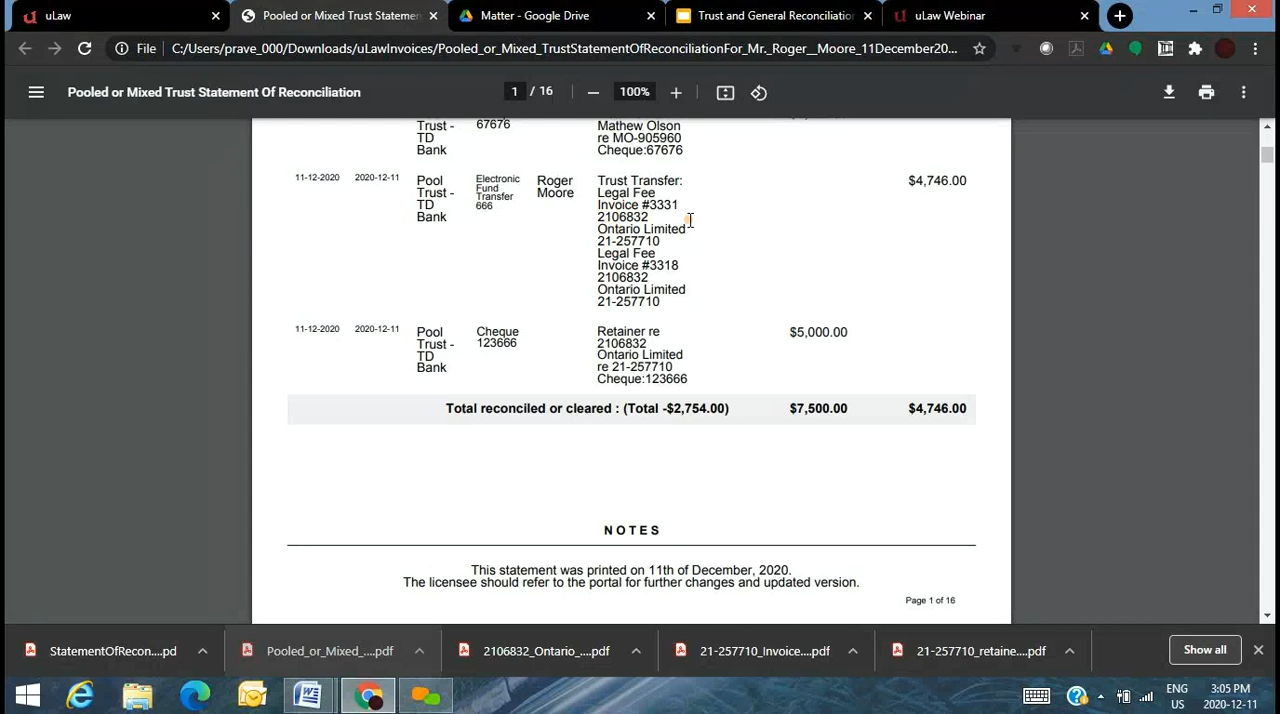 uLaw
Pooled or Mixed Trust Statemen
Matter - Google Drive
Trust and General Reconciliation
uLaw Webinar
File
C:/Users/prave_000/Downloads/uLawInvoices/Pooled_or_Mixed_TrustStatementOfReconciliationFor_Mr._Roger__Moore_11December20...
Pooled or Mixed Trust Statement Of Reconciliation
1 / 16
100%
Trust -
TD
Bank
67676
Mathew Olson
re MO-905960
Cheque:67676
11-12-2020
2020-12-11
Pool
Trust -
TD
Bank
Electronic
Fund
Transfer
666
Roger
Moore
Trust Transfer:
Legal Fee
Invoice #3331
2106832
Ontario Limited
21-257710
Legal Fee
Invoice #3318
2106832
Ontario Limited
21-257710
$4,746.00
11-12-2020
2020-12-11
Pool
Trust -
TD
Bank
Cheque
123666
Retainer re
2106832
Ontario Limited
re 21-257710
Cheque:123666
$5,000.00
Total reconciled or cleared : (Total -$2,754.00) $7,500.00 $4,746.00
NOTES
This statement was printed on 11th of December, 2020.
The licensee should refer to the portal for further changes and updated version.
Page 1 of 16
StatementOfRecon....pd
Pooled_or_Mixed_....pdf
2106832_Ontario_....pdf
21-257710_Invoice....pdf
21-257710_retaine....pdf
Show all
ENG
US
3:05 PM
2020-12-11